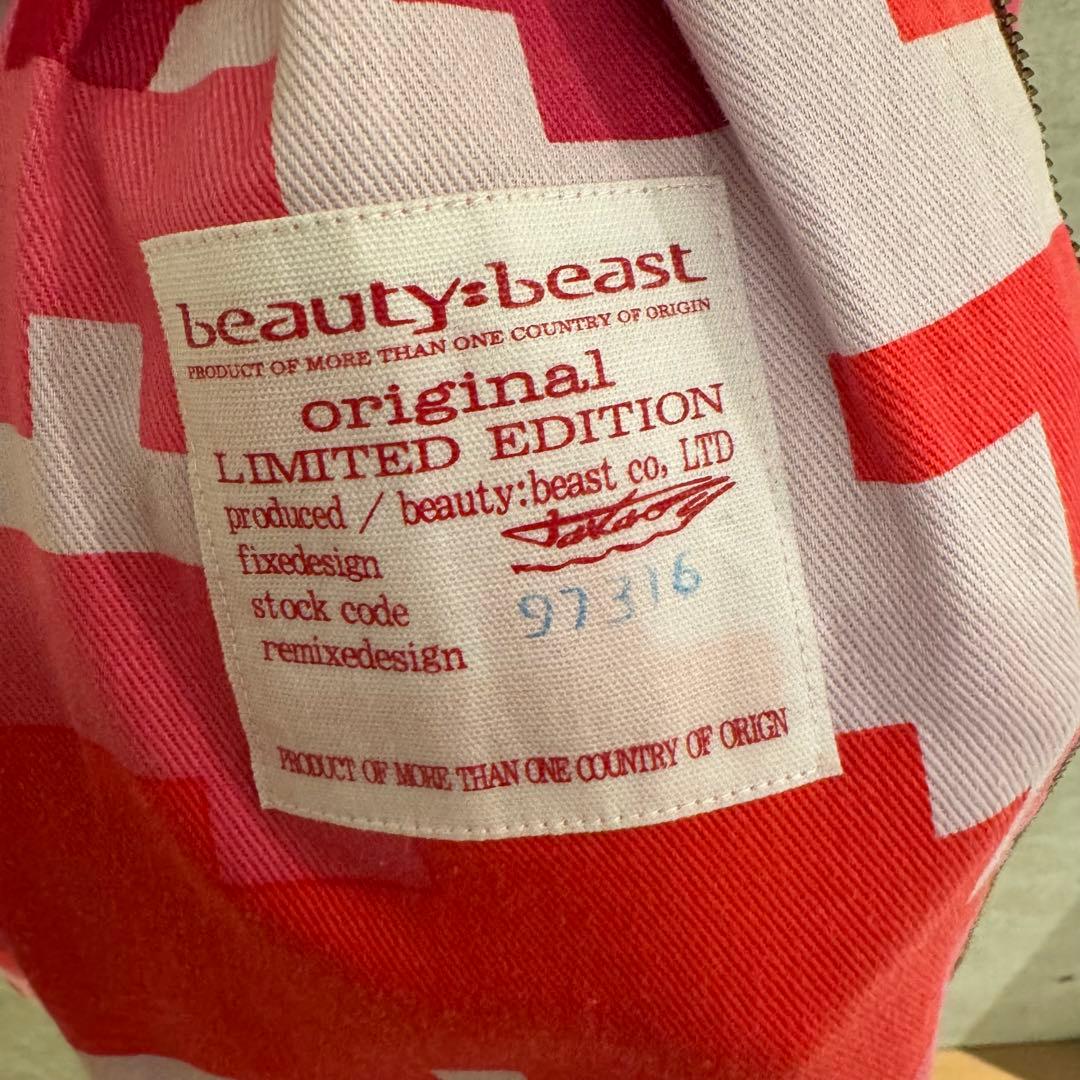 beauty:beast
PRODUCT OF MORE THAN ONE COUNTRY OF ORIGIN
original
LIMITED EDITION
produced / beauty:beast co, LTD
fixedesign
stock code 97316
remixedesign
PRODUCT OF MORE THAN ONE COUNTRY OF ORIGN